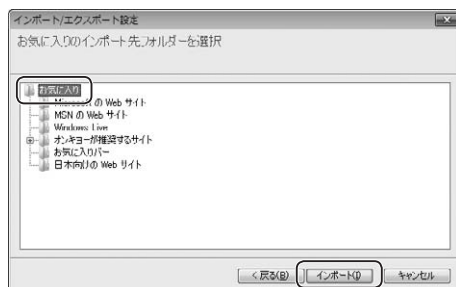 インポート/エクスポート設定
お気に入りのインポート先フォルダーを選択
お気に入り
Microsoft の Web サイト
MSN の Web サイト
Windows Live
オンキヨーが推奨するサイト
お気に入りバー
日本向けの Web サイト
< 戻る(B)
インポート(I)
キャンセル